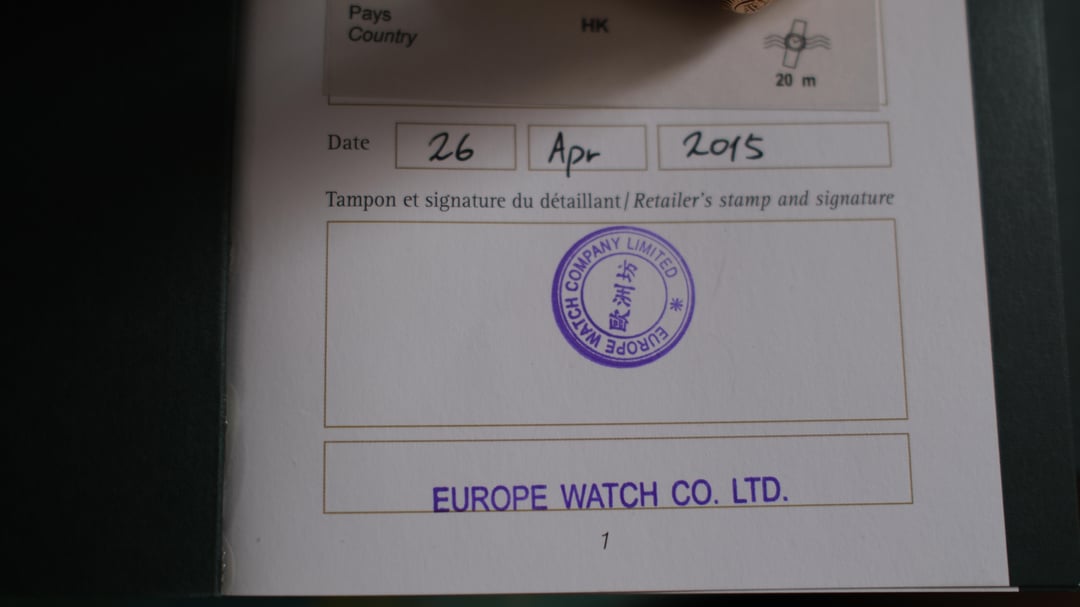 Pays
Country
HK
20 m
Date
26
Apr
2015
Tampon et signature du détaillant / Retailer's stamp and signature
EUROPE WATCH COMPANY LIMITED *
歐洲坊
EUROPE WATCH CO. LTD.
1